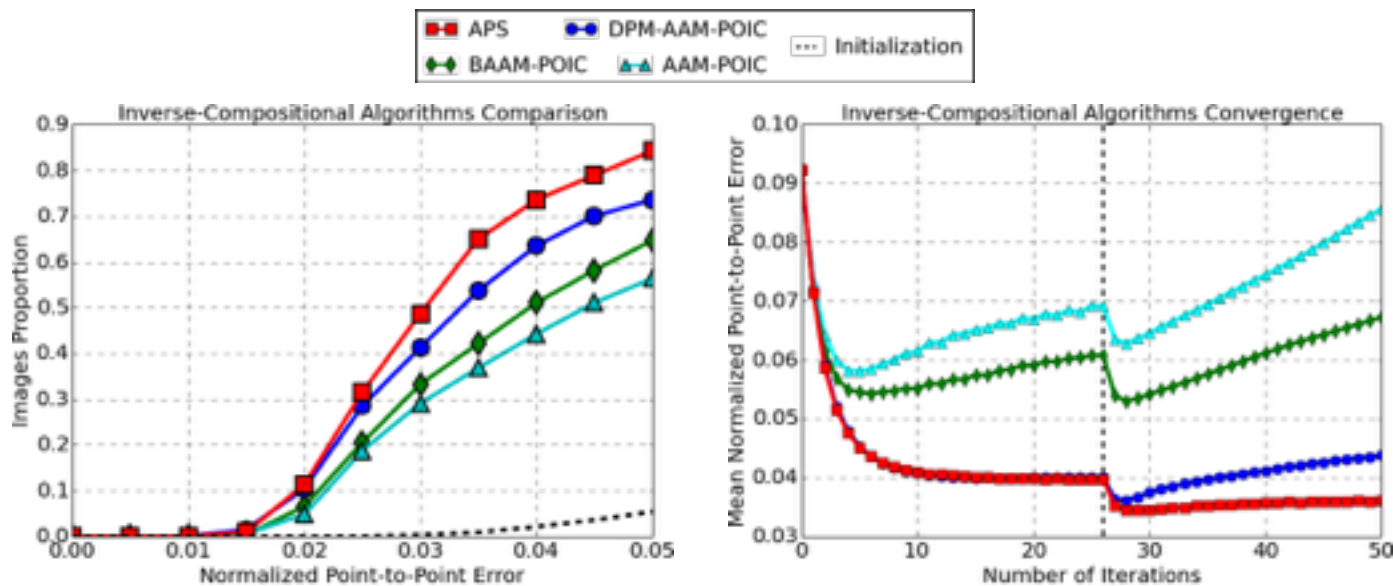 APS
DPM-AAM-POIC
Initialization
BAAM-POIC
AAM-POIC
Inverse-Compositional Algorithms Comparison
0.9
0.8
0.7
0.6
0.5
0.4
0.3
0.2
0.1
0.0
Images Proportion
0.00 0.01 0.02 0.03 0.04 0.05
Normalized Point-to-Point Error
Inverse-Compositional Algorithms Convergence
0.10
0.09
0.08
0.07
0.06
0.05
0.04
0.03
Mean Normalized Point-to-Point Error
0 10 20 30 40 50
Number of Iterations